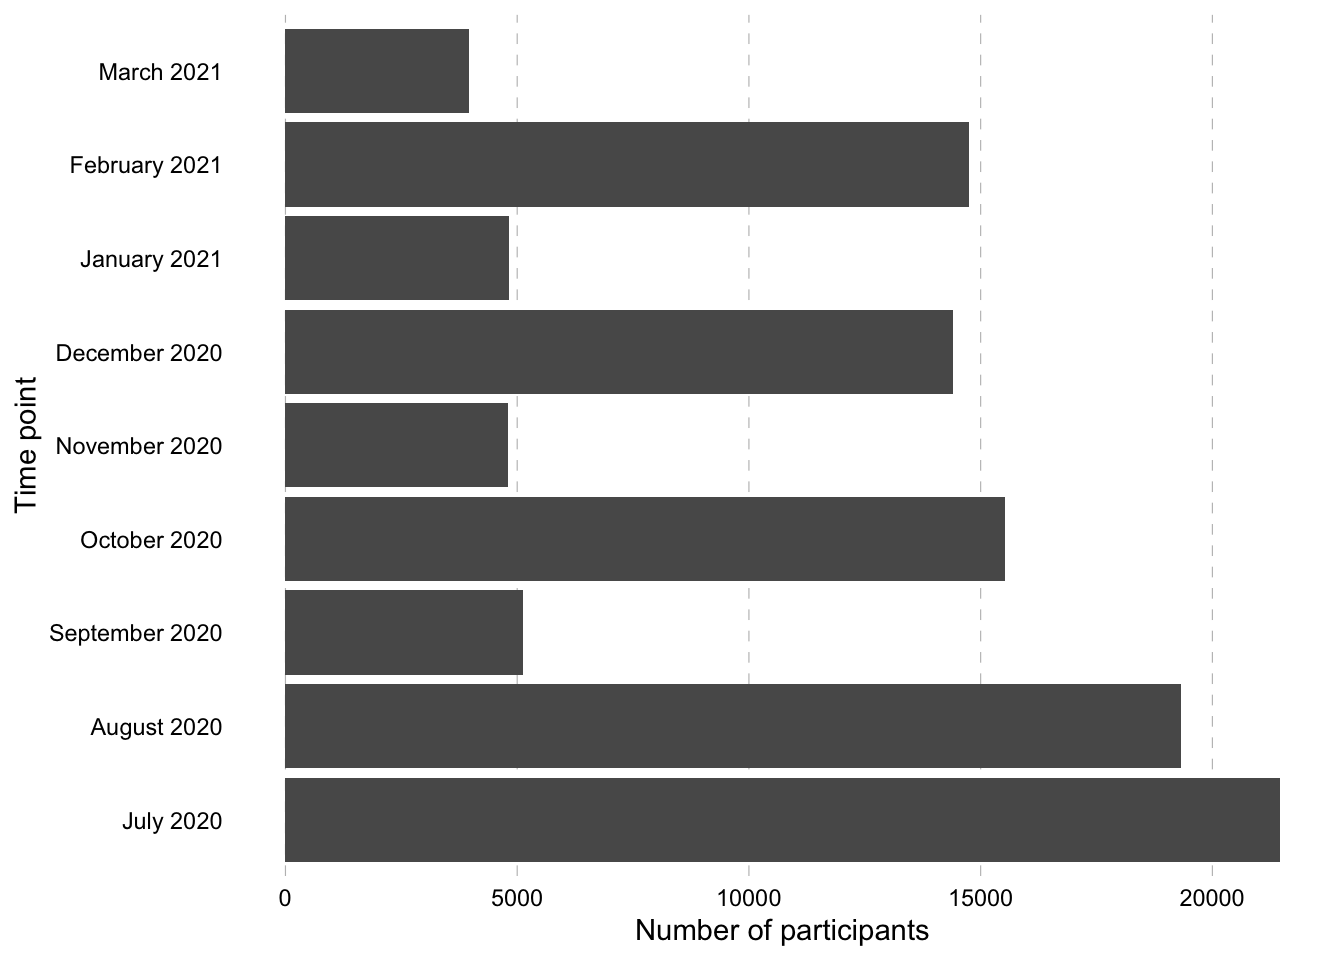 March 2021
February 2021
January 2021
December 2020
November 2020
October 2020
September 2020
August 2020
July 2020
Time point
0 5000 10000 15000 20000
Number of participants